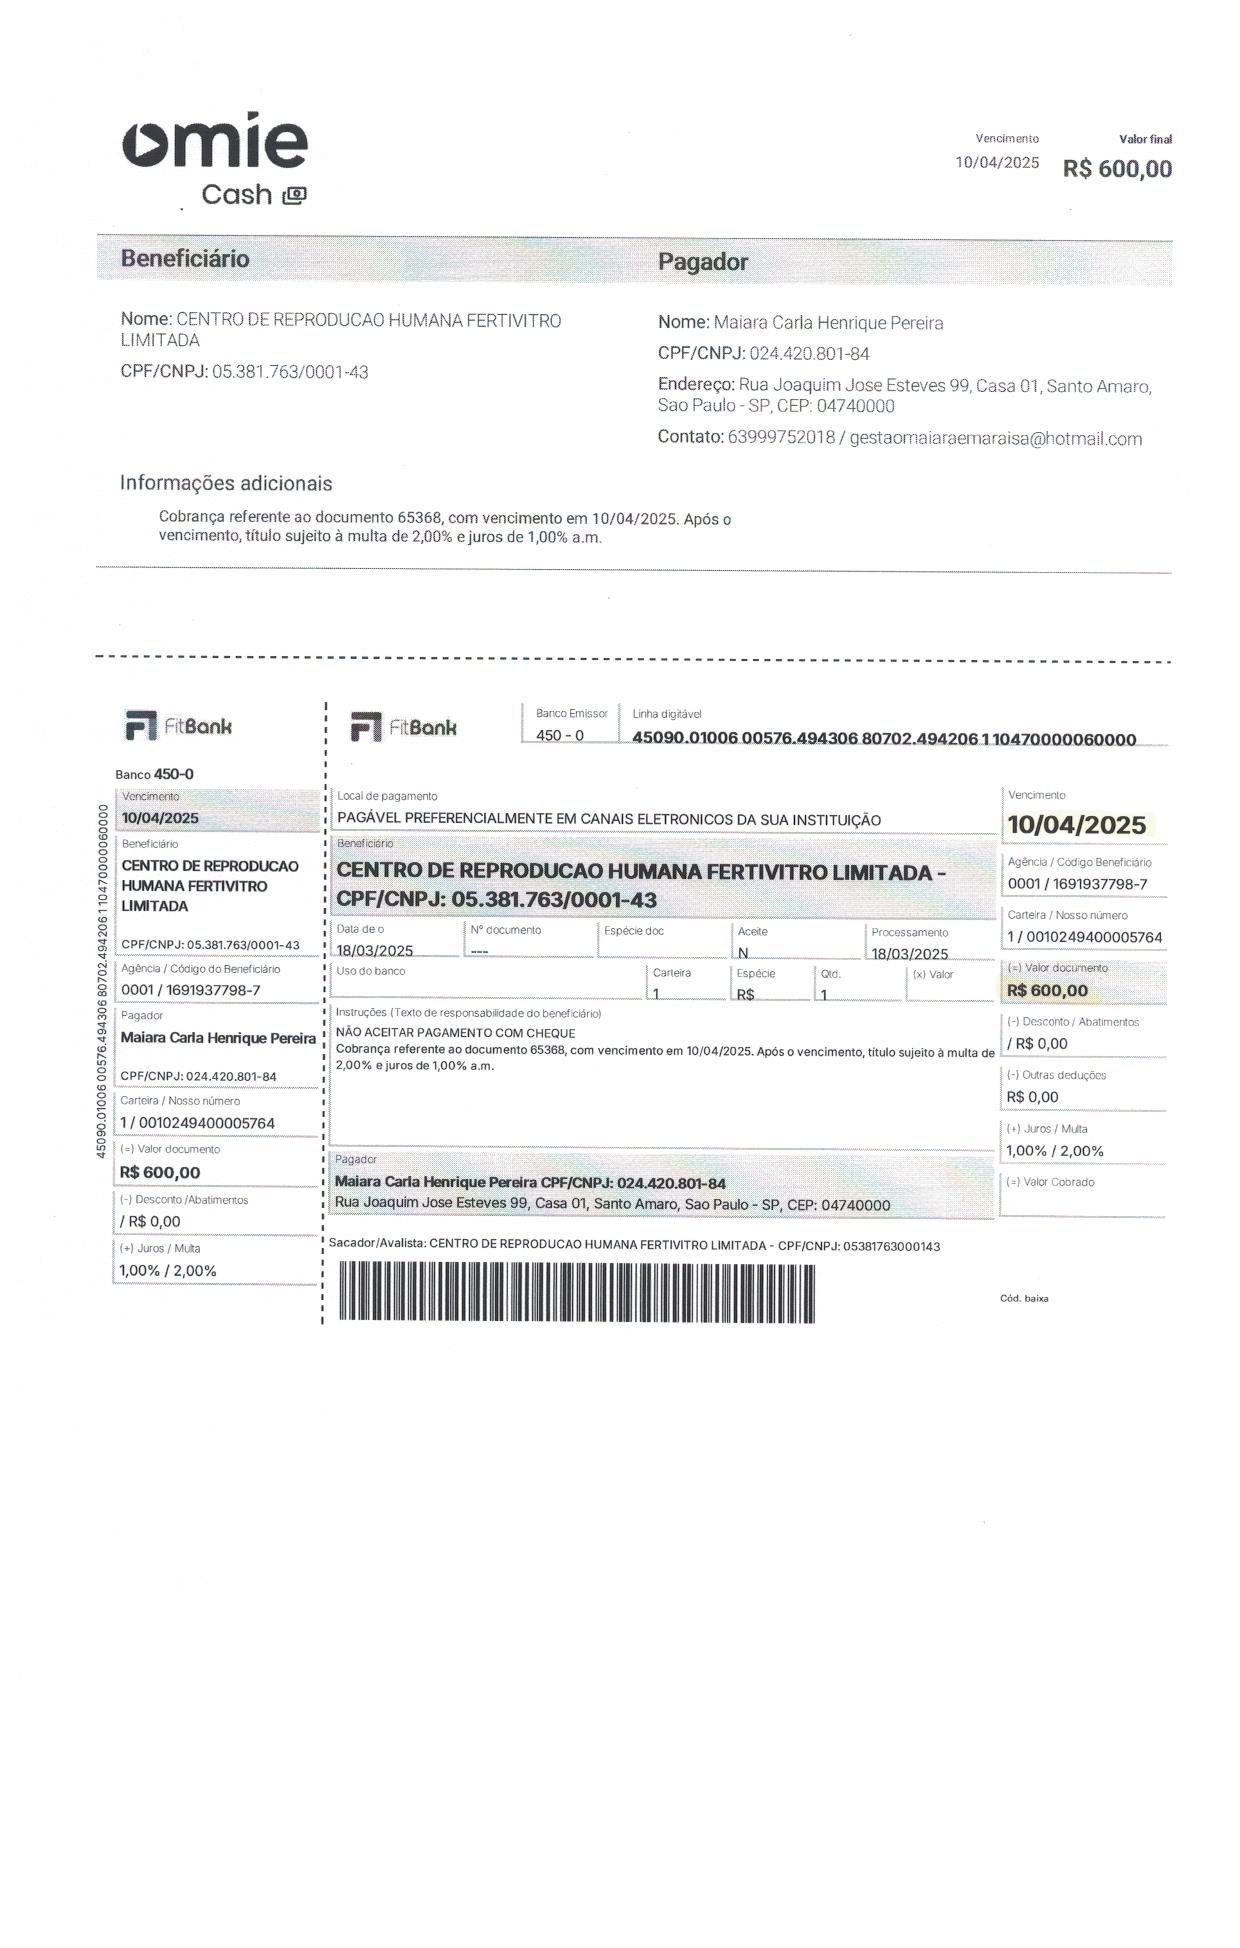 omie
Cash
Vencimento
10/04/2025
Valor final
R$ 600,00
Beneficiário
Nome: CENTRO DE REPRODUCAO HUMANA FERTIVITRO
LIMITADA
CPF/CNPJ: 05.381.763/0001-43
Pagador
Nome: Maiara Carla Henrique Pereira
CPF/CNPJ: 024.420.801-84
Endereço: Rua Joaquim Jose Esteves 99, Casa 01, Santo Amaro,
Sao Paulo - SP, CEP: 04740000
Contato: 63999752018 / gestaomaiaraemaraisa@hotmail.com
Informações adicionais
Cobrança referente ao documento 65368, com vencimento em 10/04/2025. Após o
vencimento, título sujeito à multa de 2,00% e juros de 1,00% a.m.
45090.01006 00576.494306 80702.494206 1 10470000060000
FitBank
Banco 450-0
Vencimento
10/04/2025
Beneficiário
CENTRO DE REPRODUCAO
HUMANA FERTIVITRO
LIMITADA
CPF/CNPJ: 05.381.763/0001-43
Agência / Código do Beneficiário
0001 / 1691937798-7
Pagador
Maiara Carla Henrique Pereira
CPF/CNPJ: 024.420.801-84
Carteira / Nosso número
1 / 0010249400005764
(=) Valor documento
R$ 600,00
(-) Desconto /Abatimentos
/ R$ 0,00
(+) Juros / Multa
1,00% / 2,00%
FitBank
Banco Emissor
450 - 0
Linha digitável
45090.01006 00576.494306 80702.494206 1 10470000060000
Local de pagamento
PAGÁVEL PREFERENCIALMENTE EM CANAIS ELETRONICOS DA SUA INSTITUIÇÃO
Vencimento
10/04/2025
Beneficiário
CENTRO DE REPRODUCAO HUMANA FERTIVITRO LIMITADA -
CPF/CNPJ: 05.381.763/0001-43
Agência / Código Beneficiário
0001 / 1691937798-7
Data de o
18/03/2025
Nº documento
---
Espécie doc
Aceite
N
Processamento
18/03/2025
Carteira / Nosso número
1 / 0010249400005764
Uso do banco
Carteira
1
Espécie
R$
Qtd.
1
(x) Valor
(=) Valor documento
R$ 600,00
Instruções (Texto de responsabilidade do beneficiário)
NÃO ACEITAR PAGAMENTO COM CHEQUE
Cobrança referente ao documento 65368, com vencimento em 10/04/2025. Após o vencimento, título sujeito à multa de
2,00% e juros de 1,00% a.m.
(-) Desconto / Abatimentos
/ R$ 0,00
(-) Outras deduções
R$ 0,00
(+) Juros / Multa
1,00% / 2,00%
(=) Valor Cobrado
Pagador
Maiara Carla Henrique Pereira CPF/CNPJ: 024.420.801-84
Rua Joaquim Jose Esteves 99, Casa 01, Santo Amaro, Sao Paulo - SP, CEP: 04740000
Sacador/Avalista: CENTRO DE REPRODUCAO HUMANA FERTIVITRO LIMITADA - CPF/CNPJ: 05381763000143
Cód. baixa